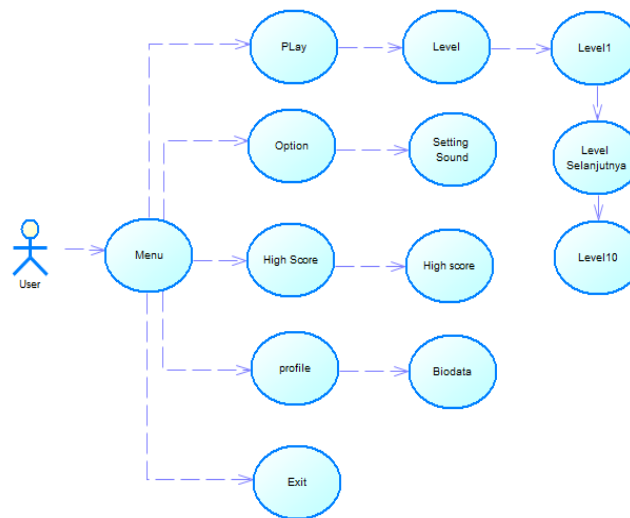 PLay
Level
Level1
Option
Setting
Sound
Level
Selanjutnya
User
Menu
High Score
High score
Level10
profile
Biodata
Exit